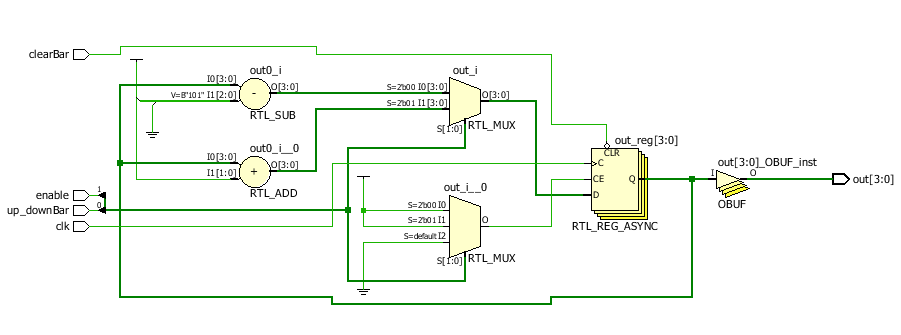 clearBar
out0_i
I0[3:0]
V=B"101" I1[2:0]
-
O[3:0]
RTL_SUB
out_i
S=2'b00 I0[3:0]
S=2'b01 I1[3:0]
O[3:0]
S[1:0]
RTL_MUX
out0_i__0
I0[3:0]
I1[1:0]
+
O[3:0]
RTL_ADD
out_reg[3:0]
CLR
C
CE
D
Q
RTL_REG_ASYNC
out[3:0]_OBUF_inst
I
O
OBUF
out[3:0]
enable
1
up_downBar
0
clk
out_i__0
S=2'b00 I0
S=2'b01 I1
S=default I2
O
S[1:0]
RTL_MUX